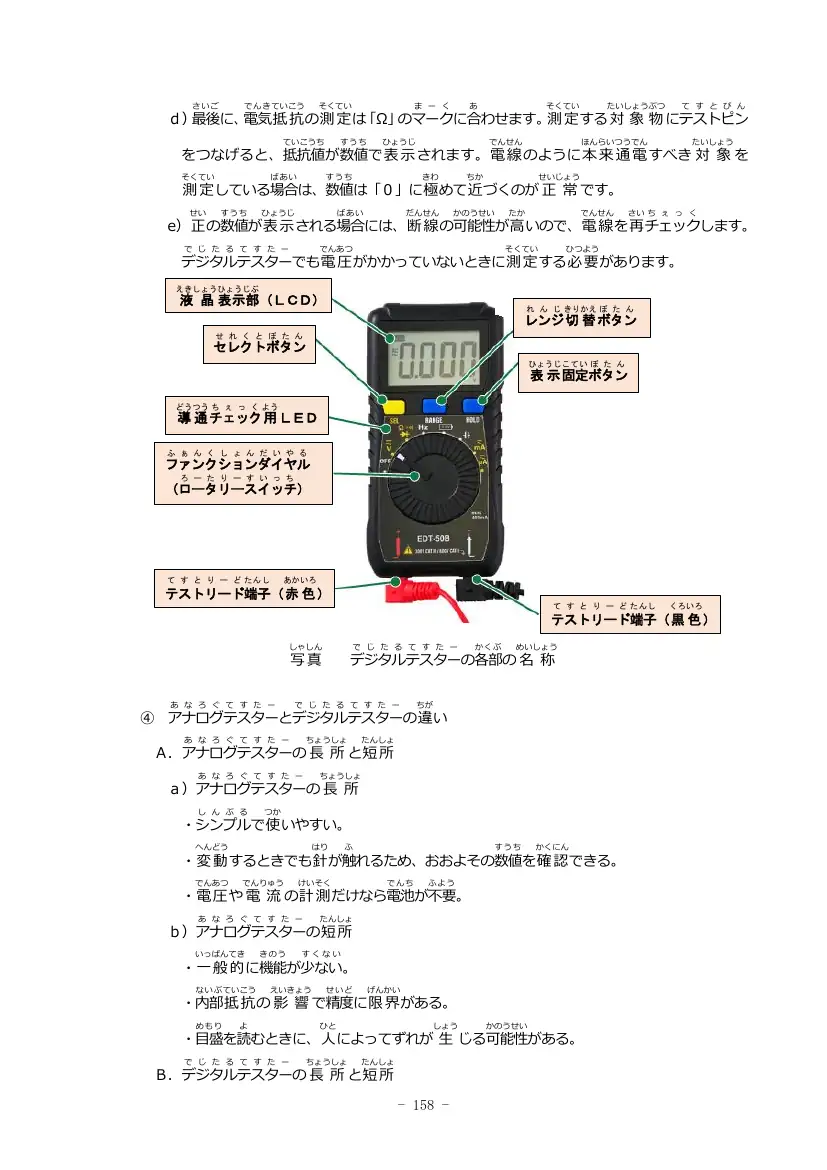 d）最後に、電気抵抗の測定は「Ω」のマークに合わせます。測定する対象物にテストピン
をつなげると、抵抗値が数値で表示されます。電線のように本来通電すべき対象を
測定している場合は、数値は「０」に極めて近づくのが正常です。
e）正の数値が表示される場合には、断線の可能性が高いので、電線を再チェックします。
デジタルテスターでも電圧がかかっていないときに測定する必要があります。
液晶表示部（ＬＣＤ）
レンジ切替ボタン
セレクトボタン
表示固定ボタン
導通チェック用ＬＥＤ
ファンクションダイヤル
（ロータリースイッチ）
0.000
SEL RANGE HOLD
Hz
OFF
V
mA
EDT-50B
テストリード端子（赤色）
テストリード端子（黒色）
写真　デジタルテスターの各部の名称
④ アナログテスターとデジタルテスターの違い
A．アナログテスターの長所と短所
a）アナログテスターの長所
・シンプルで使いやすい。
・変動するときでも針が触れるため、おおよその数値を確認できる。
・電圧や電流の計測だけなら電池が不要。
b）アナログテスターの短所
・一般的に機能が少ない。
・内部抵抗の影響で精度に限界がある。
・目盛を読むときに、人によってずれが生じる可能性がある。
B．デジタルテスターの長所と短所
- 158 -